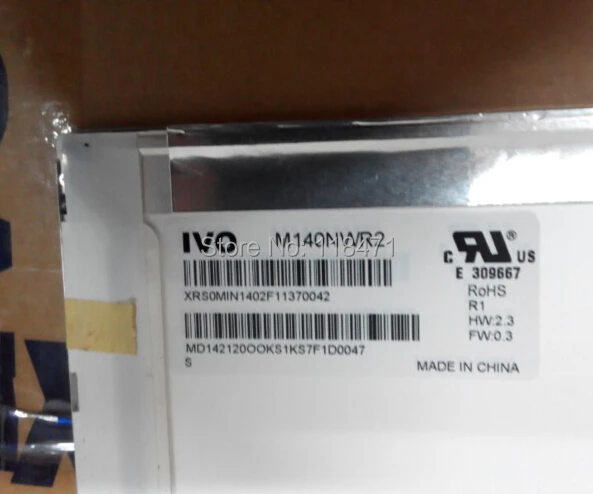 IVO M140NWR2
Store No: 118471
XRS0MIN1402F11370042
MD142120OOKS1KS7F1D0047
S
C RU ® US
E 309667
RoHS
R1
HW:2.3
FW:0.3
MADE IN CHINA